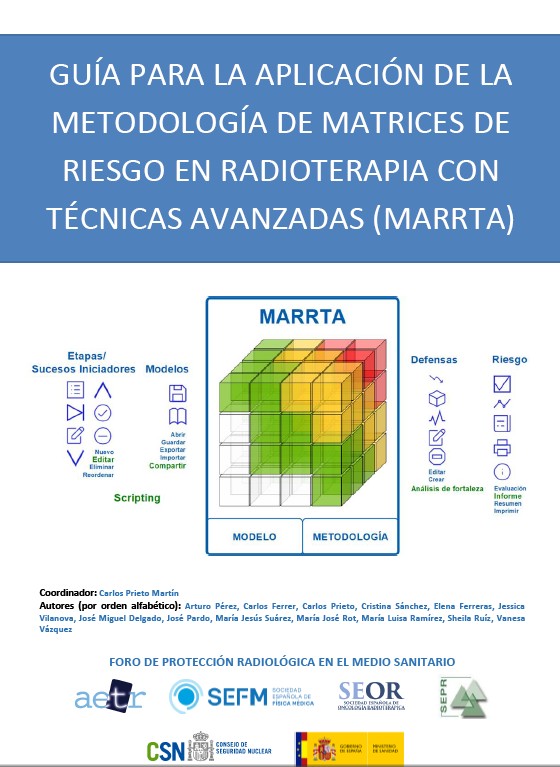 GUÍA PARA LA APLICACIÓN DE LA
METODOLOGÍA DE MATRICES DE
RIESGO EN RADIOTERAPIA CON
TÉCNICAS AVANZADAS (MARRTA)
MARRTA
Etapas/
Sucesos Iniciadores
Nuevo
Editar
Eliminar
Reordenar
Modelos
Abrir
Guardar
Exportar
Importar
Compartir
Scripting
MODELO
METODOLOGÍA
Defensas
Editar
Crear
Análisis de fortaleza
Riesgo
Evaluación
Informe
Resumen
Imprimir
Coordinador: Carlos Prieto Martín
Autores (por orden alfabético): Arturo Pérez, Carlos Ferrer, Carlos Prieto, Cristina Sánchez, Elena Ferreras, Jessica
Vilanova, José Miguel Delgado, José Pardo, María Jesús Suárez, María José Rot, María Luisa Ramírez, Sheila Ruíz, Vanesa
Vázquez
FORO DE PROTECCIÓN RADIOLÓGICA EN EL MEDIO SANITARIO
aetr
SEFM
SOCIEDAD
ESPAÑOLA DE
FÍSICA MÉDICA
SEOR
SOCIEDAD ESPAÑOLA DE
ONCOLOGÍA RADIOTERÁPICA
SEPR
CSN
CONSEJO DE
SEGURIDAD NUCLEAR
GOBIERNO
DE ESPAÑA
MINISTERIO
DE SANIDAD